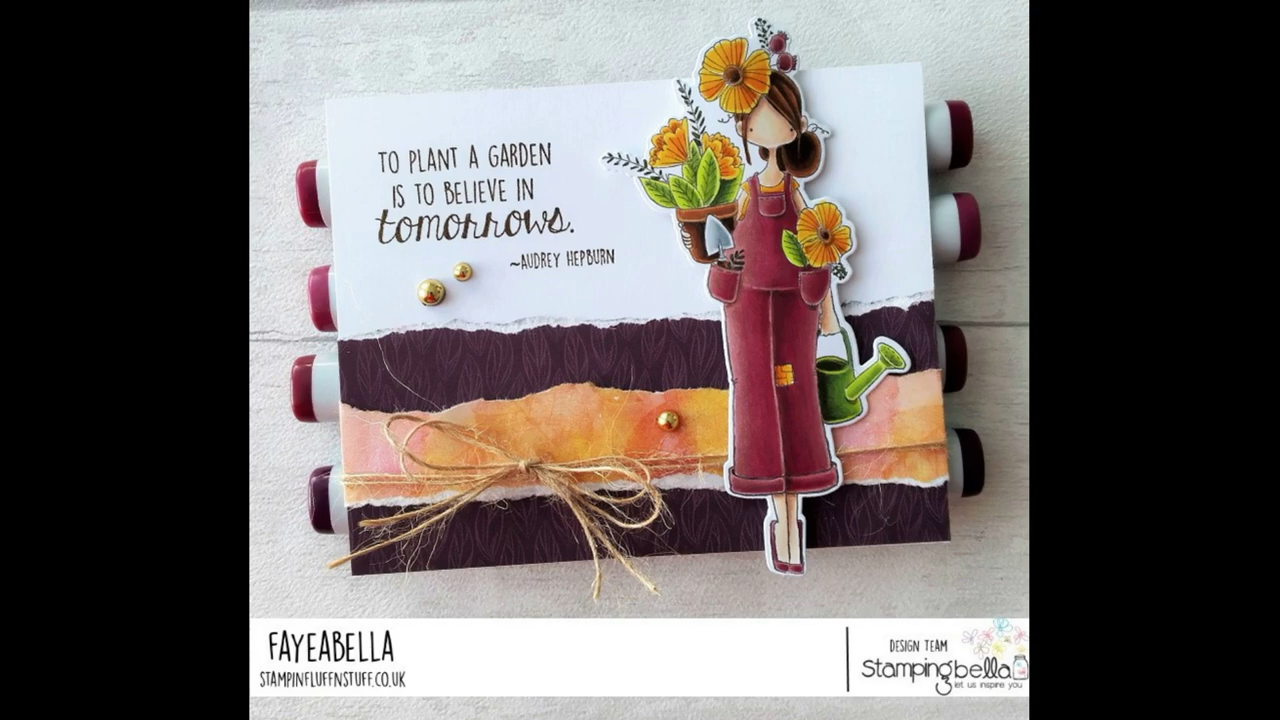 TO PLANT A GARDEN
IS TO BELIEVE IN
tomorrows.
~AUDREY HEPBURN
FAYEABELLA
STAMPINFLUFFNSTUFF.CO.UK
DESIGN TEAM
Stampingbella
let us inspire you